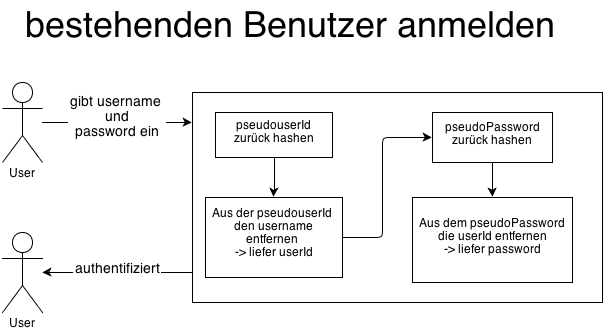 bestehenden Benutzer anmelden
gibt username
und
password ein
User
pseudouserId
zurück hashen
pseudoPassword
zurück hashen
Aus der pseudouserId
den username
entfernen
-> liefer userId
Aus dem pseudoPassword
die userId entfernen
-> liefer password
authentifiziert
User